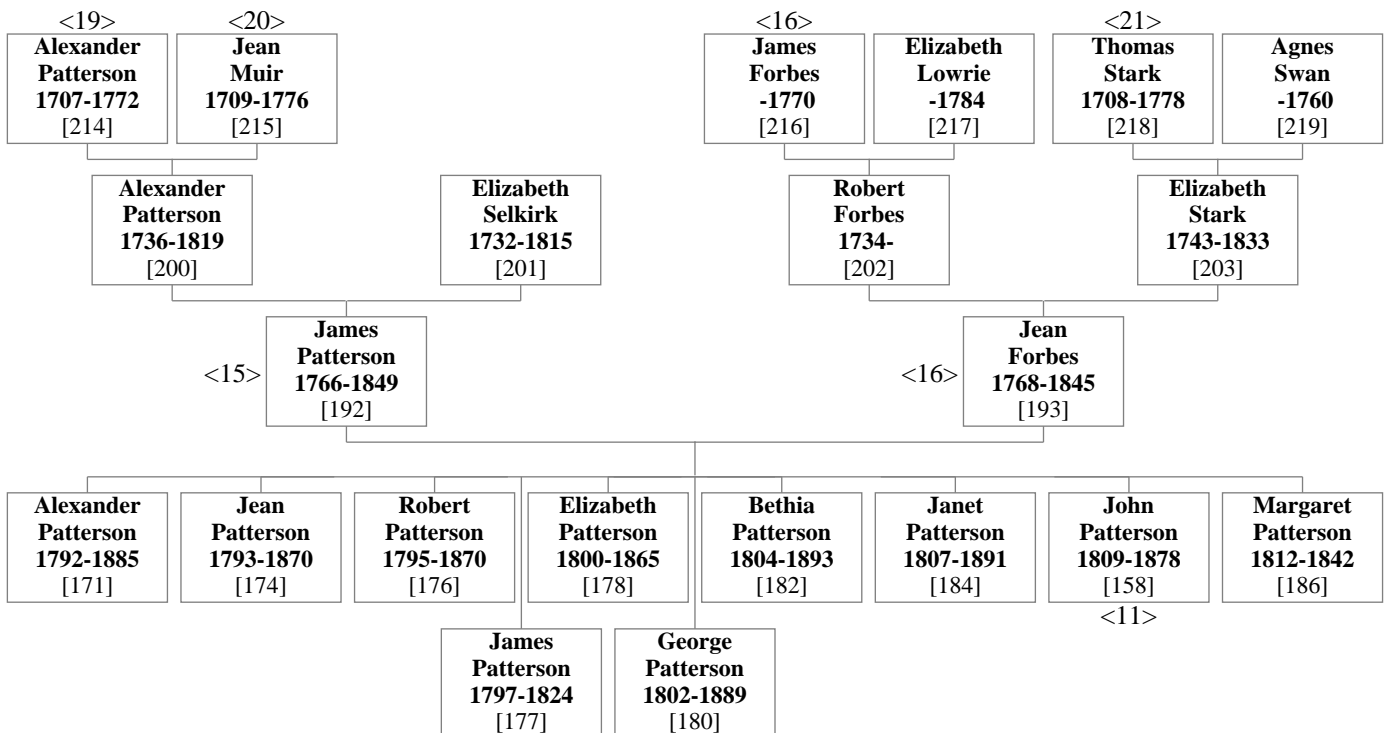 <19>
Alexander
Patterson
1707-1772
[214]
<20>
Jean
Muir
1709-1776
[215]
<16>
James
Forbes
-1770
[216]
Elizabeth
Lowrie
-1784
[217]
<21>
Thomas
Stark
1708-1778
[218]
Agnes
Swan
-1760
[219]
Alexander
Patterson
1736-1819
[200]
Elizabeth
Selkirk
1732-1815
[201]
Robert
Forbes
1734-
[202]
Elizabeth
Stark
1743-1833
[203]
<15>
James
Patterson
1766-1849
[192]
<16>
Jean
Forbes
1768-1845
[193]
Alexander
Patterson
1792-1885
[171]
Jean
Patterson
1793-1870
[174]
Robert
Patterson
1795-1870
[176]
Elizabeth
Patterson
1800-1865
[178]
Bethia
Patterson
1804-1893
[182]
Janet
Patterson
1807-1891
[184]
John
Patterson
1809-1878
[158]
<11>
Margaret
Patterson
1812-1842
[186]
James
Patterson
1797-1824
[177]
George
Patterson
1802-1889
[180]